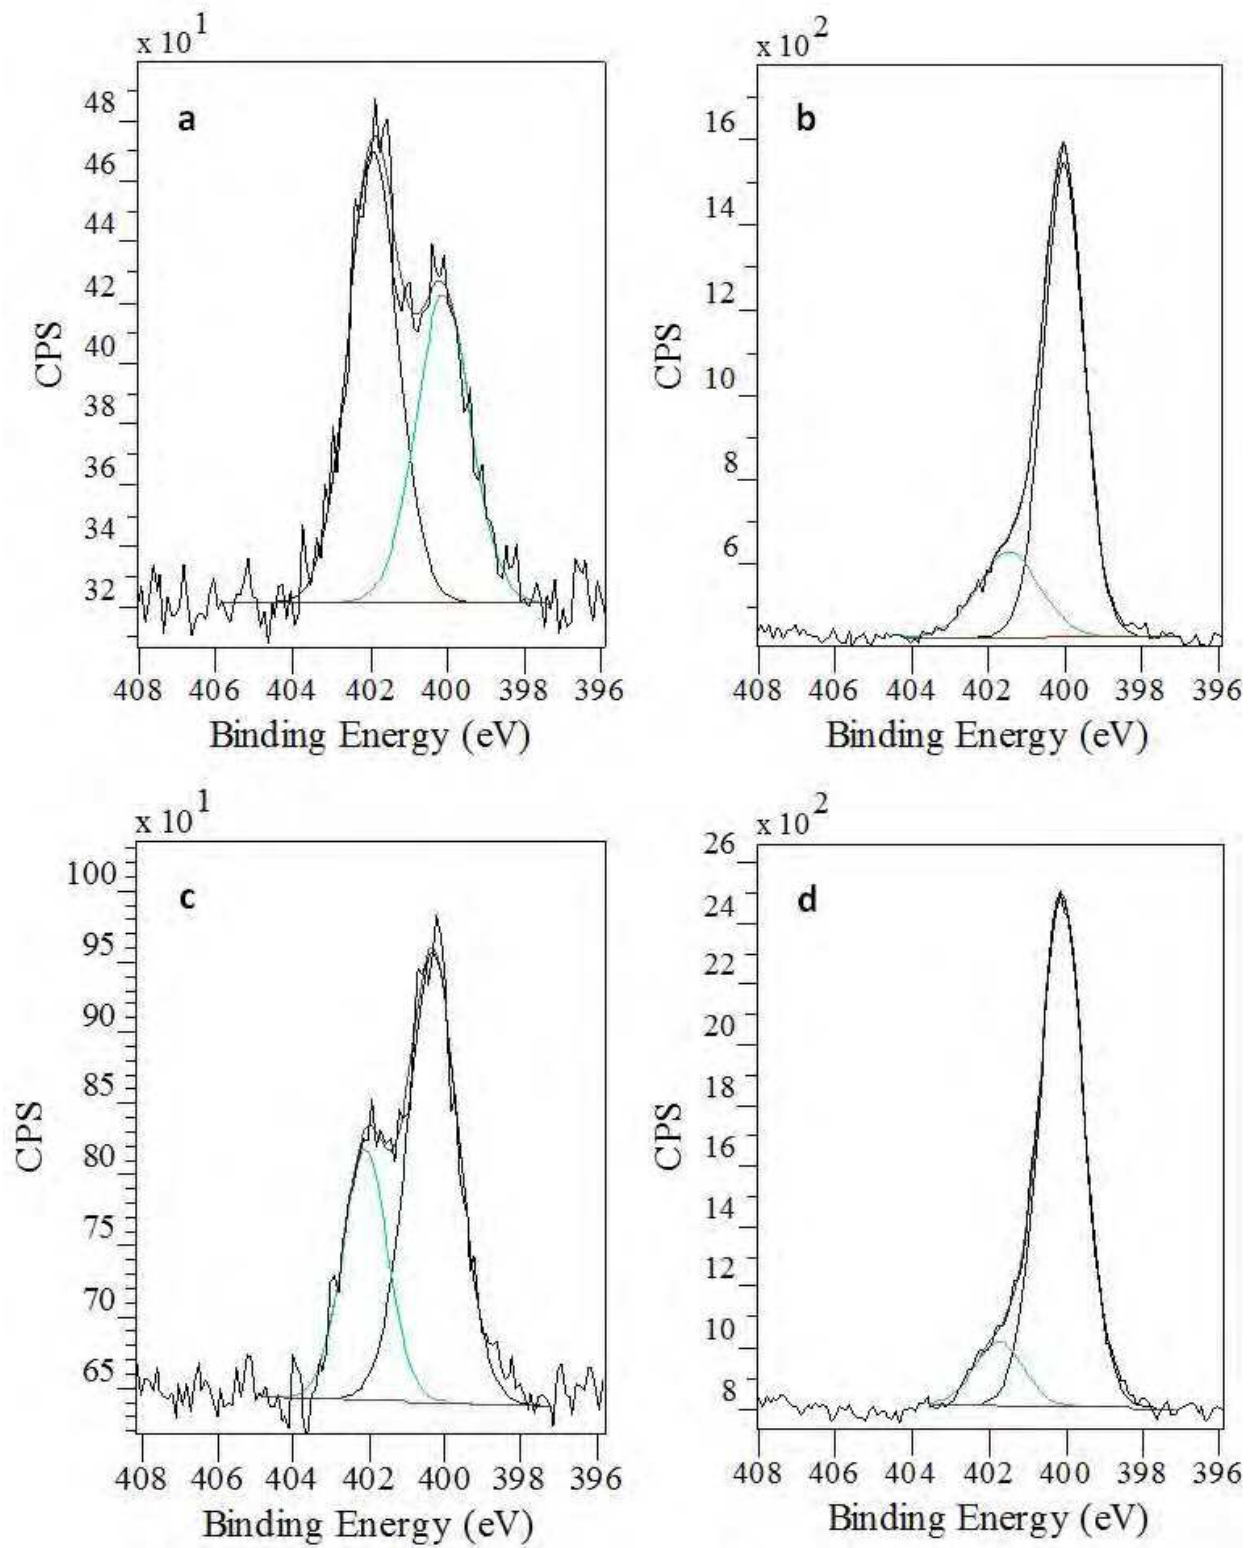 x 10^1
a
48
46
44
42
40
38
36
34
32
CPS
408 406 404 402 400 398 396
Binding Energy (eV)
x 10^2
b
16
14
12
10
8
6
CPS
408 406 404 402 400 398 396
Binding Energy (eV)
x 10^1
c
100
95
90
85
80
75
70
65
CPS
408 406 404 402 400 398 396
Binding Energy (eV)
x 10^2
d
26
24
22
20
18
16
14
12
10
8
CPS
408 406 404 402 400 398 396
Binding Energy (eV)